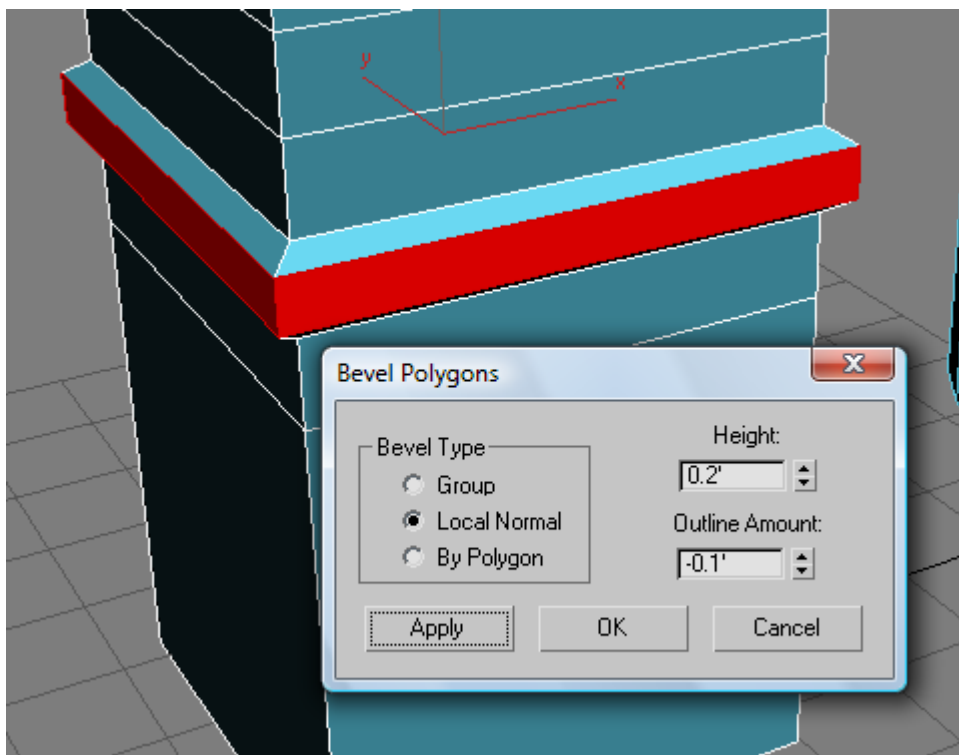 y
x
Bevel Polygons
Bevel Type
Group
Local Normal
By Polygon
Height:
0.2'
Outline Amount:
-0.1'
Apply
OK
Cancel